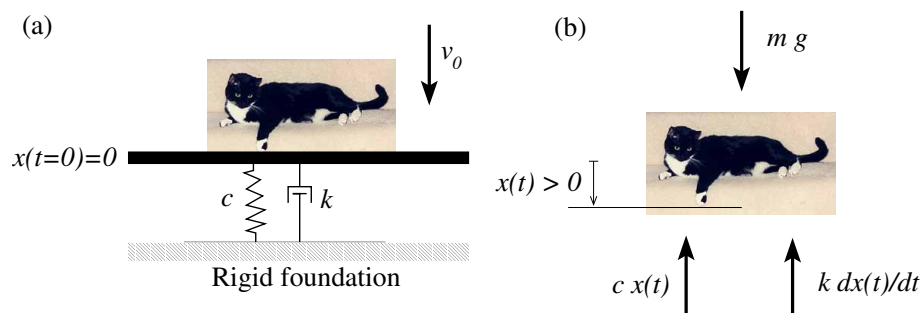 (a)
v0
x(t=0)=0
c
k
Rigid foundation
(b)
m g
x(t) > 0
c x(t)
k dx(t)/dt